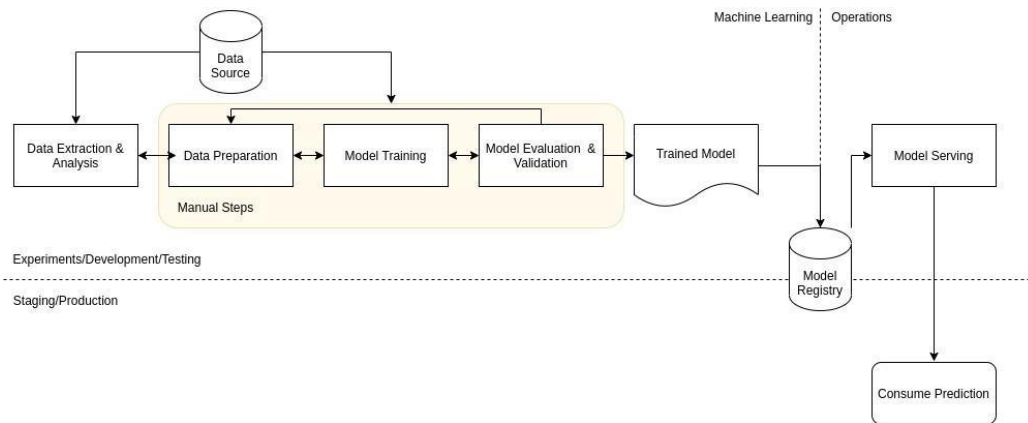 Machine Learning
Operations
Data
Source
Data Extraction &
Analysis
Data Preparation
Model Training
Model Evaluation &
Validation
Trained Model
Model Serving
Manual Steps
Experiments/Development/Testing
Model
Registry
Staging/Production
Consume Prediction